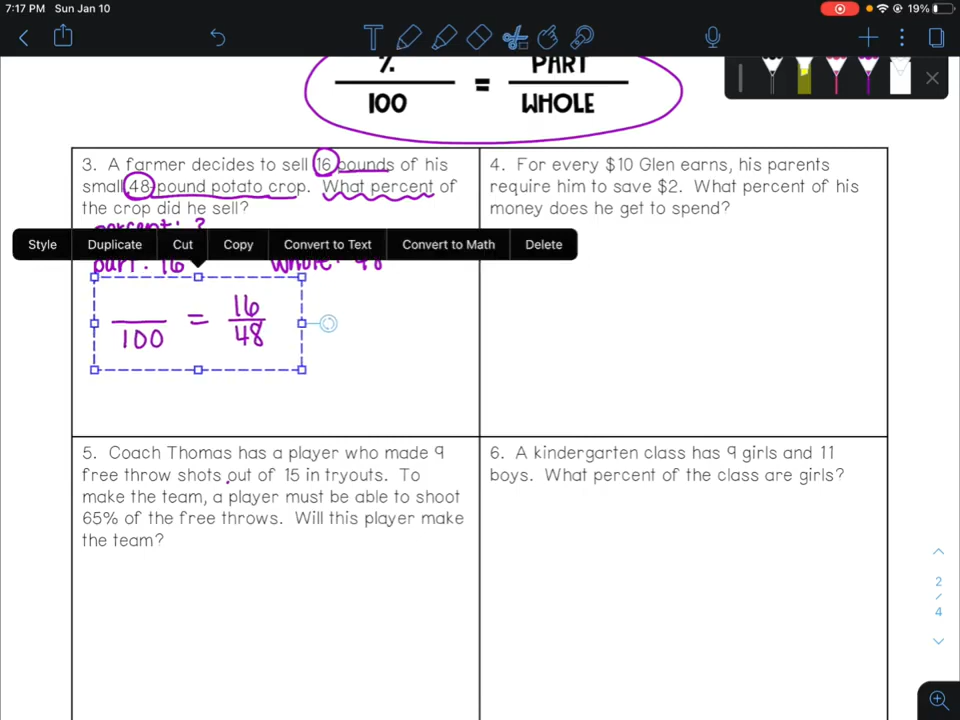 7:17 PM Sun Jan 10
19%
%
100
=
PART
WHOLE
3. A farmer decides to sell 16 pounds of his
small 48-pound potato crop. What percent of
the crop did he sell?
percent: ?
Style Duplicate Cut Copy Convert to Text Convert to Math Delete
part: 16 whole: 48
16
100 = 48
4. For every $10 Glen earns, his parents
require him to save $2. What percent of his
money does he get to spend?
5. Coach Thomas has a player who made 9
free throw shots out of 15 in tryouts. To
make the team, a player must be able to shoot
65% of the free throws. Will this player make
the team?
6. A kindergarten class has 9 girls and 11
boys. What percent of the class are girls?
2
/
4